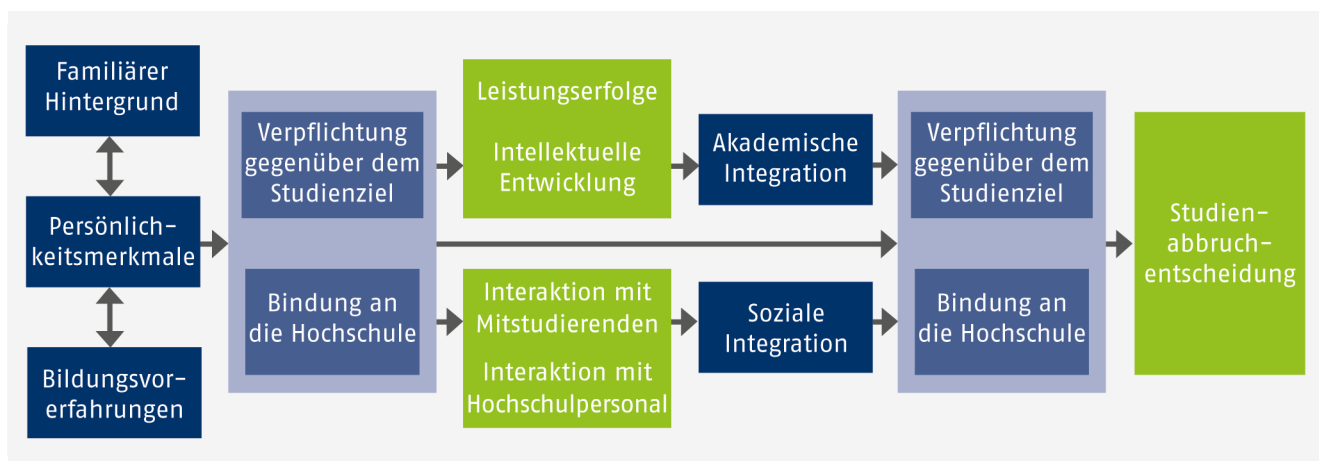 Familiärer
Hintergrund
Persönlich-
keitsmerkmale
Bildungsvor-
erfahrungen
Verpflichtung
gegenüber dem
Studienziel
Bindung an
die Hochschule
Leistungserfolge
Intellektuelle
Entwicklung
Interaktion mit
Mitstudierenden
Interaktion mit
Hochschulpersonal
Akademische
Integration
Soziale
Integration
Verpflichtung
gegenüber dem
Studienziel
Bindung an
die Hochschule
Studien-
abbruch-
entscheidung